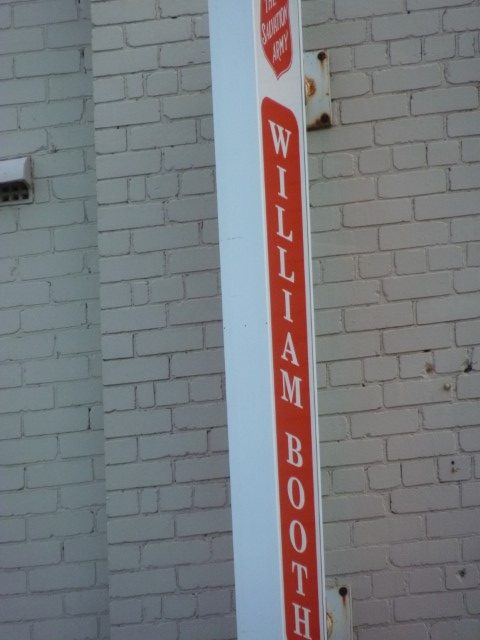 THE
SALVATION
ARMY
WILLIAM BOOTH